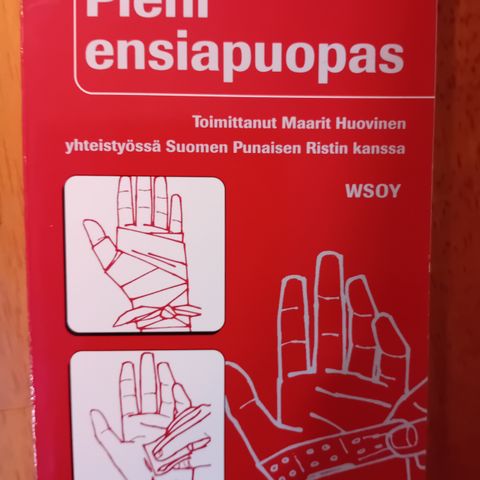 Pieni
ensiapuopas
Toimittanut Maarit Huovinen
yhteistyössä Suomen Punaisen Ristin kanssa
WSOY